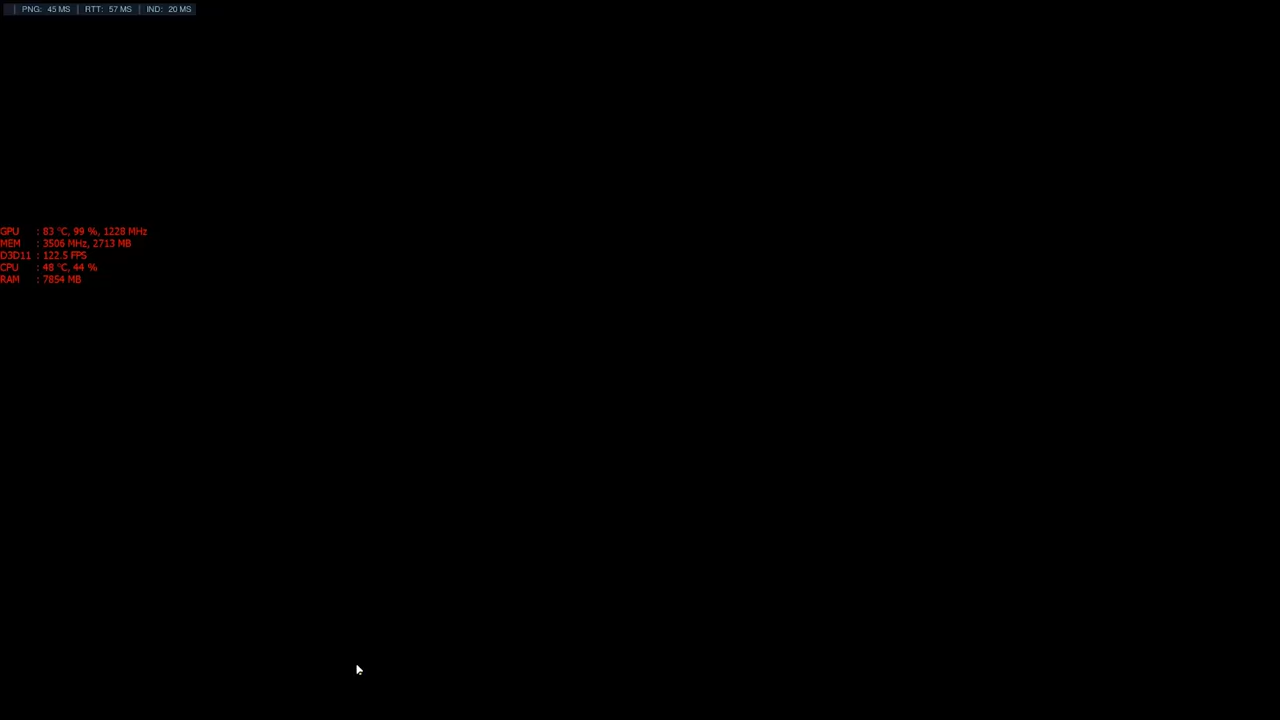 | PNG: 45 MS | RTT: 57 MS | IND: 20 MS
GPU : 83 °C, 99 %, 1228 MHz
MEM : 3506 MHz, 2713 MB
D3D11 : 122.5 FPS
CPU : 48 °C, 44 %
RAM : 7854 MB